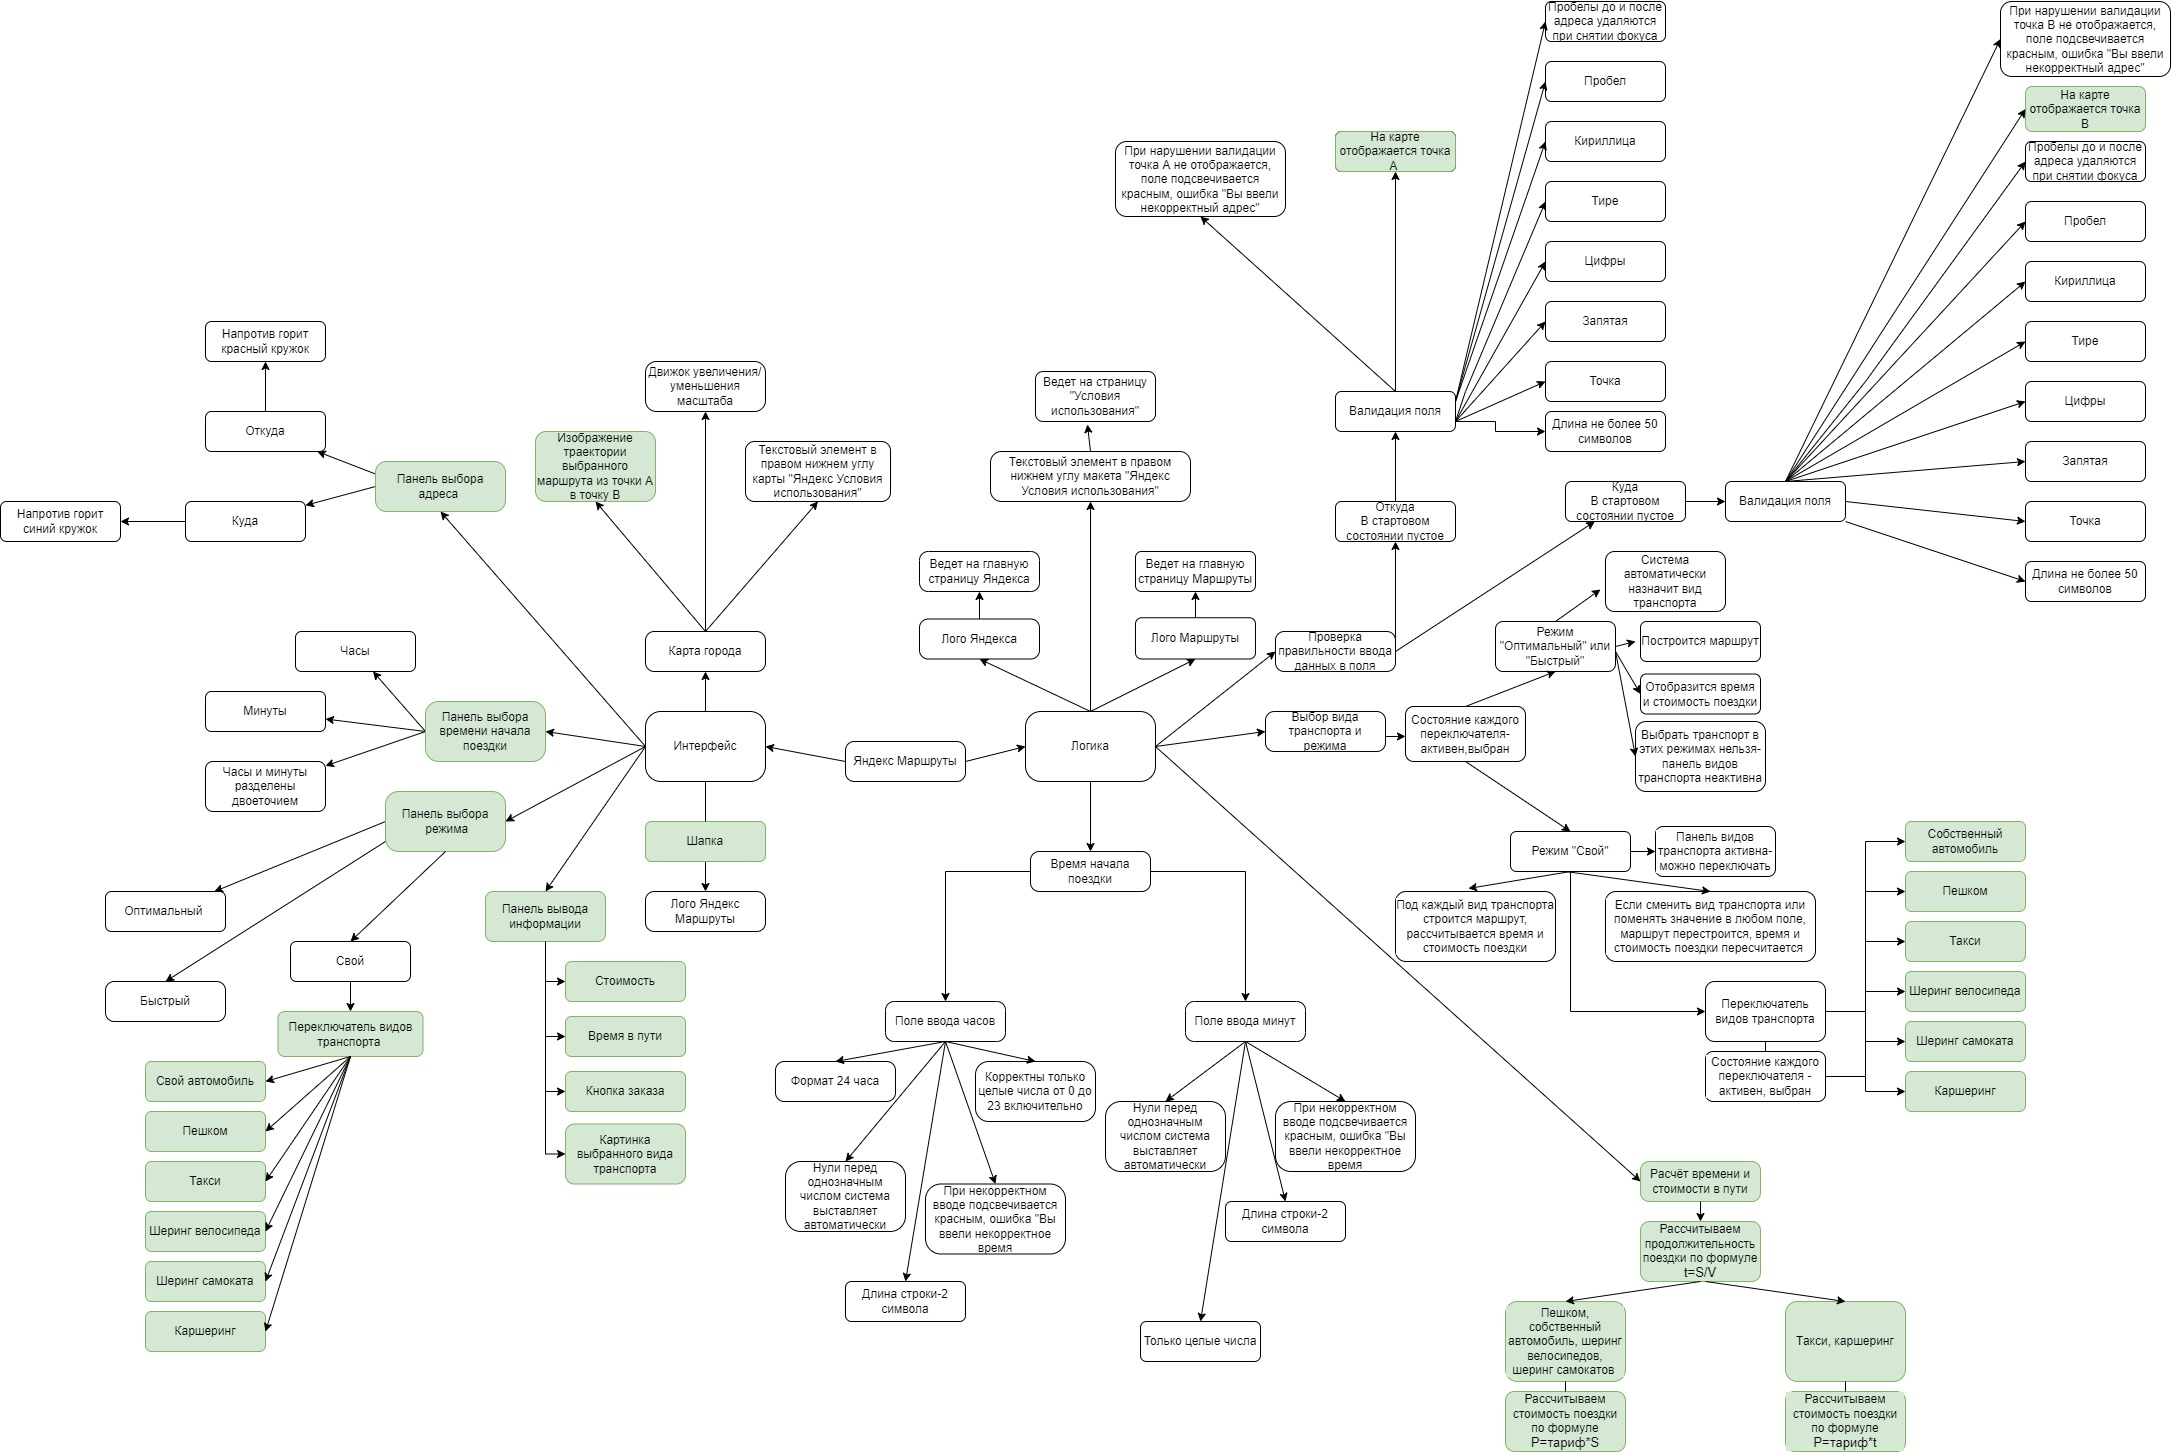 Пробелы до и после
адреса удаляются
при снятии фокуса
Пробел
Кириллица
Тире
Цифры
Запятая
Точка
Длина не более 50
символов
При нарушении валидации
точка В не отображается,
поле подсвечивается
красным, ошибка "Вы ввели
некорректный адрес"
На карте
отображается точка
В
Пробелы до и после
адреса удаляются
при снятии фокуса
Пробел
Кириллица
Тире
Цифры
Запятая
Точка
Длина не более 50
символов
При нарушении валидации
точка А не отображается,
поле подсвечивается
красным, ошибка "Вы ввели
некорректный адрес"
На карте
отображается точка
А
Валидация поля
Откуда
В стартовом
состоянии пустое
Куда
В стартовом
состоянии пустое
Валидация поля
Напротив горит
красный кружок
Откуда
Панель выбора
адреса
Куда
Напротив горит
синий кружок
Движок увеличения/
уменьшения
масштаба
Изображение
траектории
выбранного
маршрута из точки А
в точку В
Текстовый элемент в
правом нижнем углу
карты "Яндекс Условия
использования"
Карта города
Ведет на страницу
"Условия
использования"
Текстовый элемент в правом
нижнем углу макета "Яндекс
Условия использования"
Ведет на главную
страницу Яндекса
Лого Яндекса
Ведет на главную
страницу Маршруты
Лого Маршруты
Проверка
правильности ввода
данных в поля
Система
автоматически
назначит вид
транспорта
Режим
"Оптимальный" или
"Быстрый"
Построится маршрут
Отобразится время
и стоимость поездки
Выбрать транспорт в
этих режимах нельзя-
панель видов
транспорта неактивна
Часы
Минуты
Часы и минуты
разделены
двоеточием
Панель выбора
времени начала
поездки
Интерфейс
Яндекс Маршруты
Логика
Выбор вида
транспорта и
режима
Состояние каждого
переключателя-
активен,выбран
Панель выбора
режима
Оптимальный
Быстрый
Свой
Переключатель видов
транспорта
Свой автомобиль
Пешком
Такси
Шеринг велосипеда
Шеринг самоката
Каршеринг
Шапка
Лого Яндекс
Маршруты
Панель вывода
информации
Стоимость
Время в пути
Кнопка заказа
Картинка
выбранного вида
транспорта
Время начала
поездки
Поле ввода часов
Формат 24 часа
Нули перед
однозначным
числом система
выставляет
автоматически
Длина строки-2
символа
При некорректном
вводе подсвечивается
красным, ошибка "Вы
ввели некорректное
время
Корректны только
целые числа от 0 до
23 включительно
Поле ввода минут
Нули перед
однозначным
числом система
выставляет
автоматически
Только целые числа
Длина строки-2
символа
При некорректном
вводе подсвечивается
красным, ошибка "Вы
ввели некорректное
время
Режим "Свой"
Панель видов
транспорта активна-
можно переключать
Под каждый вид транспорта
строится маршрут,
рассчитывается время и
стоимость поездки
Если сменить вид транспорта или
поменять значение в любом поле,
маршрут перестроится, время и
стоимость поездки пересчитается
Переключатель
видов транспорта
Состояние каждого
переключателя -
активен, выбран
Собственный
автомобиль
Пешком
Такси
Шеринг велосипеда
Шеринг самоката
Каршеринг
Расчёт времени и
стоимости в пути
Рассчитываем
продолжительность
поездки по формуле
t=S/V
Пешком,
собственный
автомобиль, шеринг
велосипедов,
шеринг самокатов
Рассчитываем
стоимость поездки
по формуле
P=тариф*S
Такси, каршеринг
Рассчитываем
стоимость поездки
по формуле
P=тариф*t